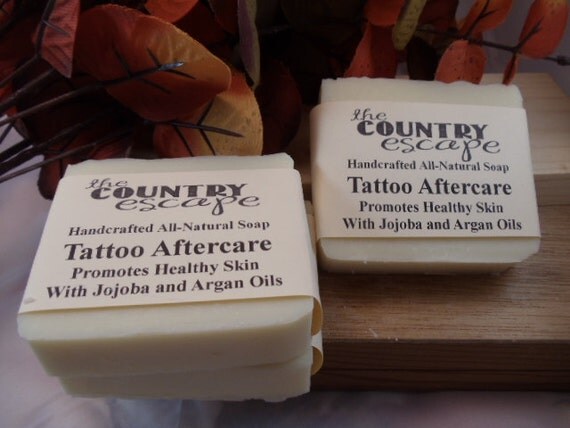 the
COUNTRY
escape
Handcrafted All-Natural Soap
Tattoo Aftercare
Promotes Healthy Skin
With Jojoba and Argan Oils
the
COUNTRY
escape
Handcrafted All-Natural Soap
Tattoo Aftercare
Promotes Healthy Skin
With Jojoba and Argan Oils